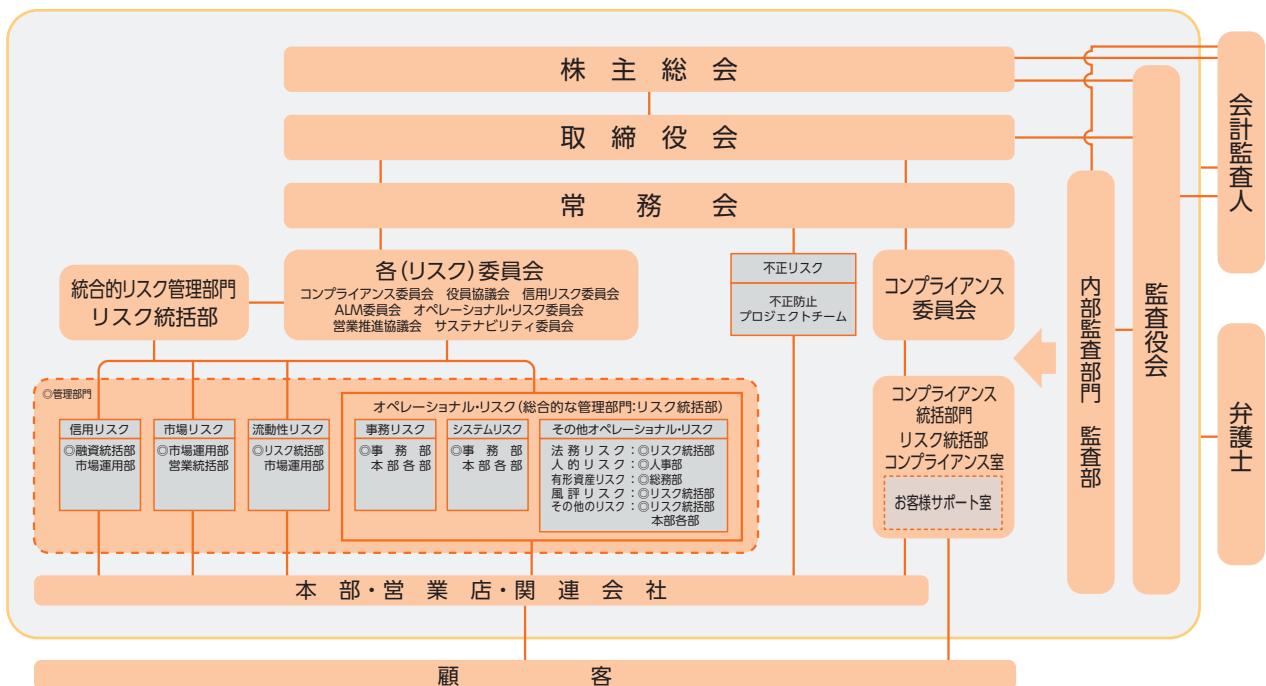 株主総会
取締役会
常務会
統合的リスク管理部門
リスク統括部
各(リスク)委員会
コンプライアンス委員会 役員協議会 信用リスク委員会
ALM委員会 オペレーショナル・リスク委員会
営業推進協議会 サステナビリティ委員会
不正リスク
不正防止
プロジェクトチーム
コンプライアンス
委員会
◎管理部門
信用リスク
◎融資統括部
市場運用部
市場リスク
◎市場運用部
営業統括部
流動性リスク
◎リスク統括部
市場運用部
オペレーショナル・リスク(総合的な管理部門:リスク統括部)
事務リスク
◎事務部
本部各部
システムリスク
◎事務部
本部各部
その他オペレーショナル・リスク
法務リスク:◎リスク統括部
人的リスク:◎人事部
有形資産リスク:◎総務部
風評リスク:◎リスク統括部
その他のリスク:◎リスク統括部
本部各部
コンプライアンス
統括部門
リスク統括部
コンプライアンス室
お客様サポート室
内部監査部門 監査部
監査役会
会計監査人
弁護士
本部・営業店・関連会社
顧客